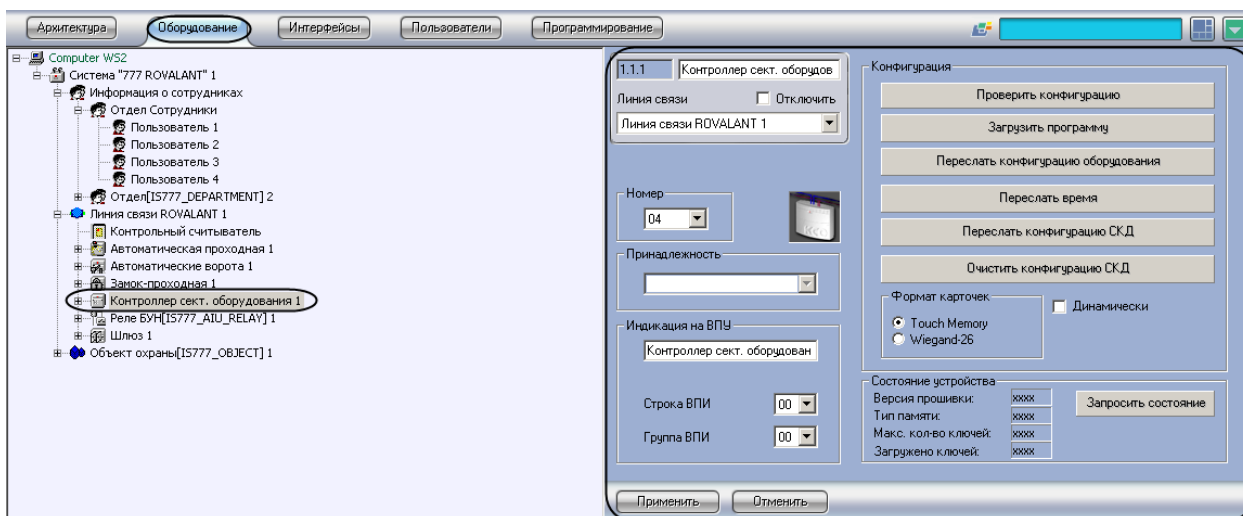 Архитектура Оборудование Интерфейсы Пользователи Программирование
Computer WS2
Система "777 ROVALANT" 1
Информация о сотрудниках
Отдел Сотрудники
Пользователь 1
Пользователь 2
Пользователь 3
Пользователь 4
Отдел[IS777_DEPARTMENT] 2
Линия связи ROVALANT 1
Контрольный считыватель
Автоматическая проходная 1
Автоматические ворота 1
Замок-проходная 1
Контроллер сект. оборудования 1
Реле БУН[IS777_AIU_RELAY] 1
Шлюз 1
Объект охраны[IS777_OBJECT] 1
1.1.1 Контроллер сект. оборудов
Линия связи Отключить
Линия связи ROVALANT 1
Номер
04
Принадлежность
Индикация на ВПУ
Контроллер сект. оборудован
Строка ВПИ 00
Группа ВПИ 00
Конфигурация
Проверить конфигурацию
Загрузить программу
Переслать конфигурацию оборудования
Переслать время
Переслать конфигурацию СКД
Очистить конфигурацию СКД
Формат карточек
Touch Memory
Wiegand-26
Динамически
Состояние устройства
Версия прошивки: xxxx
Тип памяти: xxxx
Макс. кол-во ключей: xxxx
Загружено ключей: xxxx
Запросить состояние
Применить Отменить